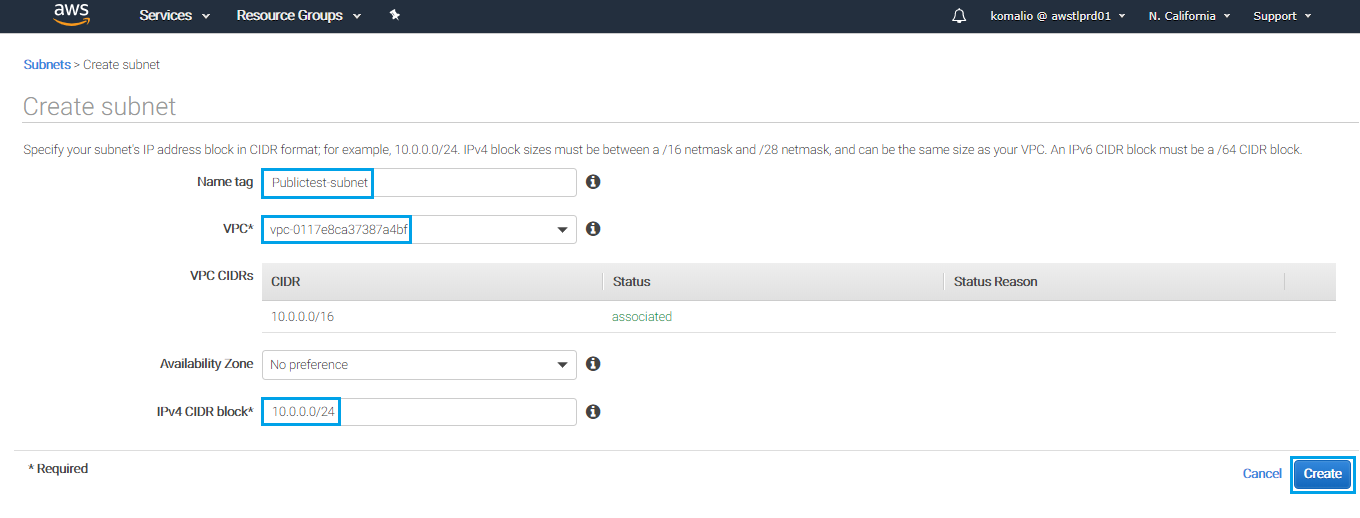 aws Services Resource Groups komalio @ awstlprd01 N. California Support
Subnets > Create subnet
Create subnet
Specify your subnet's IP address block in CIDR format; for example, 10.0.0.0/24. IPv4 block sizes must be between a /16 netmask and /28 netmask, and can be the same size as your VPC. An IPv6 CIDR block must be a /64 CIDR block.
Name tag Publictest-subnet
VPC* vpc-0117e8ca37387a4bf
VPC CIDRs CIDR Status Status Reason
10.0.0.0/16 associated
Availability Zone No preference
IPv4 CIDR block* 10.0.0.0/24
* Required
Cancel Create